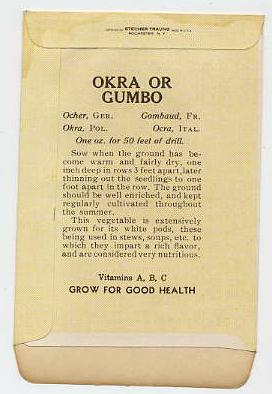 STECHER TRAUNG
ROCHESTER, N. Y.
OKRA OR
GUMBO
Ocher, GER. Gombaud, FR.
Okra, POL. Ocra, ITAL.
One oz. for 50 feet of drill.
Sow when the ground has be-
come warm and fairly dry, one
inch deep in rows 3 feet apart, later
thinning out the seedlings to one
foot apart in the row. The ground
should be well enriched, and kept
regularly cultivated throughout
the summer.
This vegetable is extensively
grown for its white pods, these
being used in stews, soups, etc. to
which they impart a rich flavor,
and are considered very nutritious.
Vitamins A, B, C
GROW FOR GOOD HEALTH